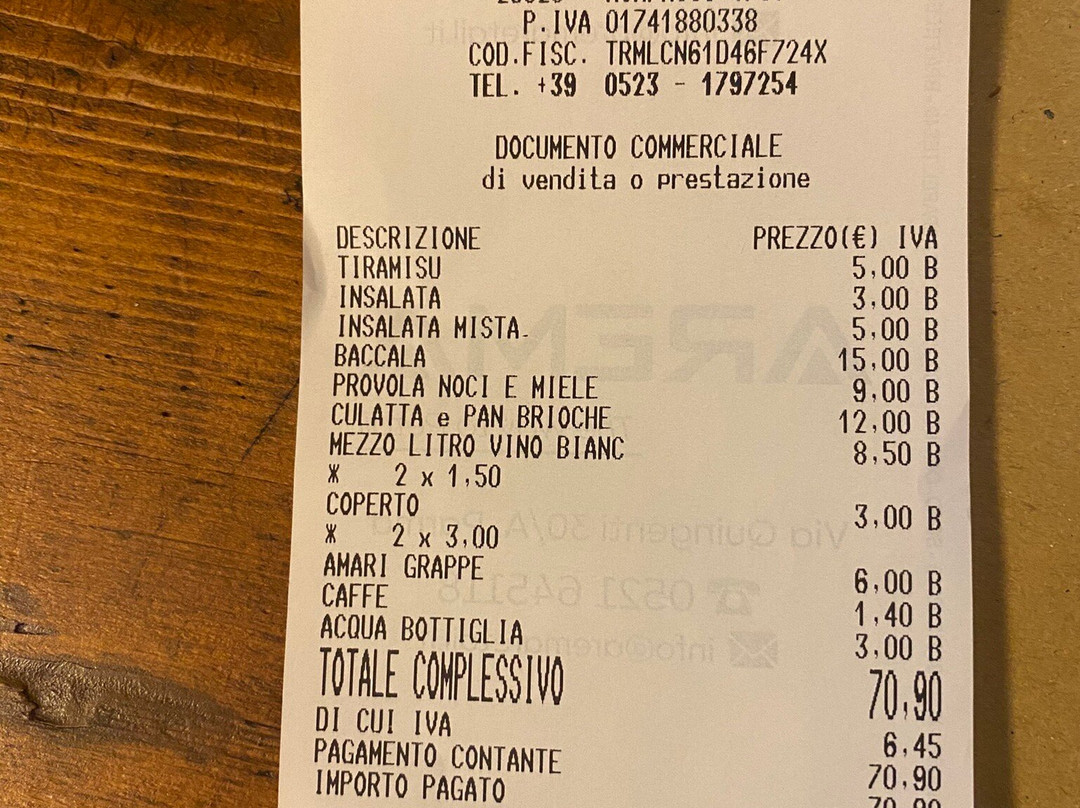 P.IVA 01741880338
COD.FISC. TRMLCN61D46F724X
TEL. +39 0523 - 1797254
DOCUMENTO COMMERCIALE
di vendita o prestazione
DESCRIZIONE PREZZO(€) IVA
TIRAMISU 5,00 B
INSALATA 3,00 B
INSALATA MISTA 5,00 B
BACCALA 15,00 B
PROVOLA NOCI E MIELE 9,00 B
CULATTA e PAN BRIOCHE 12,00 B
MEZZO LITRO VINO BIANC 8,50 B
* 2 x 1,50
COPERTO 3,00 B
* 2 x 3,00
AMARI GRAPPE 6,00 B
CAFFE 1,40 B
ACQUA BOTTIGLIA 3,00 B
TOTALE COMPLESSIVO 70,90
DI CUI IVA 6,45
PAGAMENTO CONTANTE 70,90
IMPORTO PAGATO 70,90